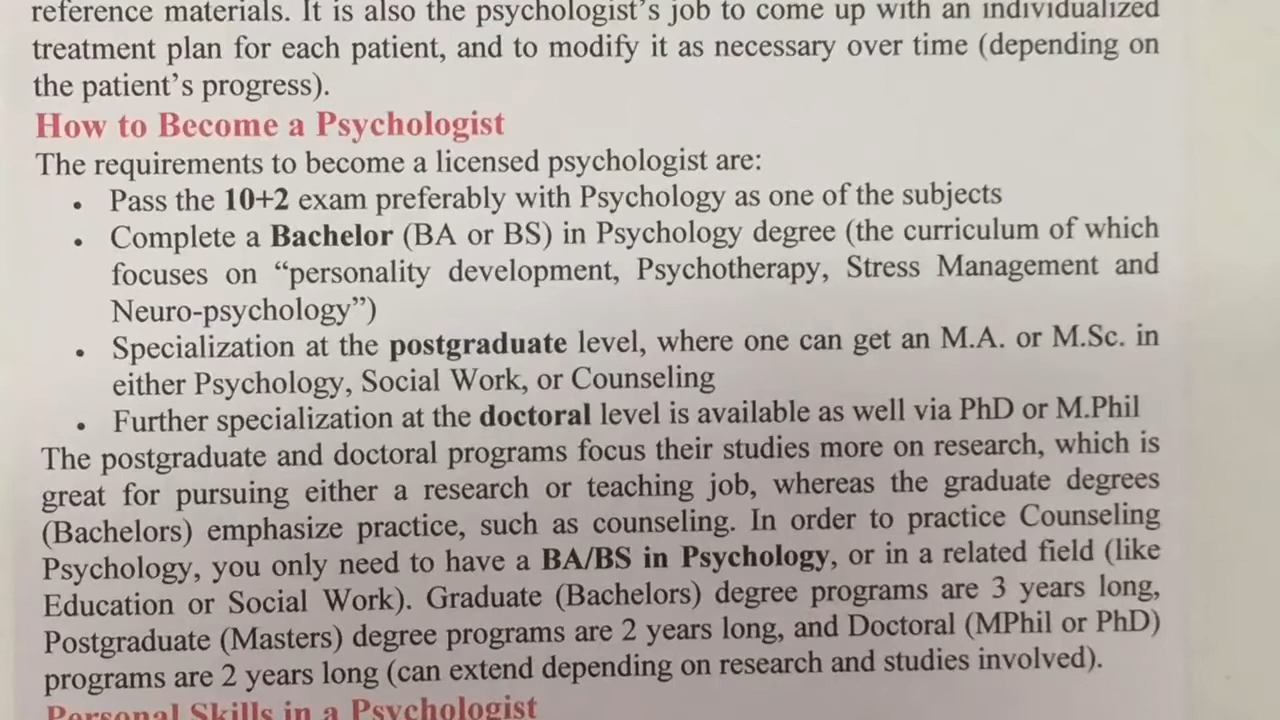 reference materials. It is also the psychologist's job to come up with an individualized
treatment plan for each patient, and to modify it as necessary over time (depending on
the patient's progress).
How to Become a Psychologist
The requirements to become a licensed psychologist are:
• Pass the 10+2 exam preferably with Psychology as one of the subjects
• Complete a Bachelor (BA or BS) in Psychology degree (the curriculum of which
focuses on “personality development, Psychotherapy, Stress Management and
Neuro-psychology”)
• Specialization at the postgraduate level, where one can get an M.A. or M.Sc. in
either Psychology, Social Work, or Counseling
• Further specialization at the doctoral level is available as well via PhD or M.Phil
The postgraduate and doctoral programs focus their studies more on research, which is
great for pursuing either a research or teaching job, whereas the graduate degrees
(Bachelors) emphasize practice, such as counseling. In order to practice Counseling
Psychology, you only need to have a BA/BS in Psychology, or in a related field (like
Education or Social Work). Graduate (Bachelors) degree programs are 3 years long,
Postgraduate (Masters) degree programs are 2 years long, and Doctoral (MPhil or PhD)
programs are 2 years long (can extend depending on research and studies involved).
Personal Skills in a Psychologist